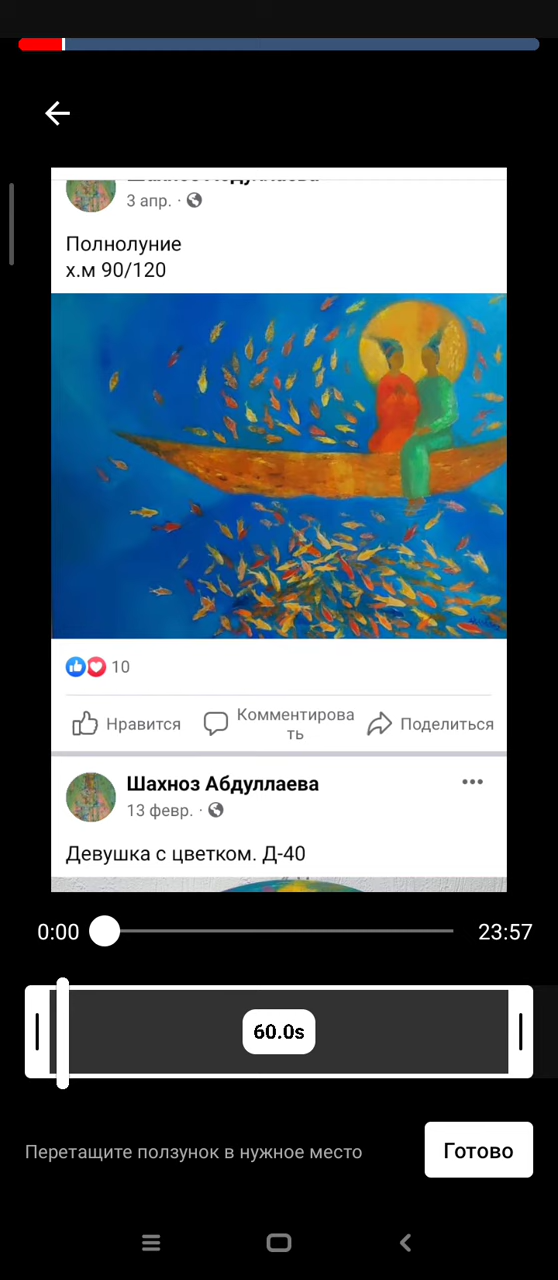 3 апр. ·
Полнолуние
х.м 90/120
10
Нравится
Комментирова
ть
Поделиться
Шахноз Абдуллаева
13 февр. ·
Девушка с цветком. Д-40
0:00
23:57
60.0s
Перетащите ползунок в нужное место
Готово